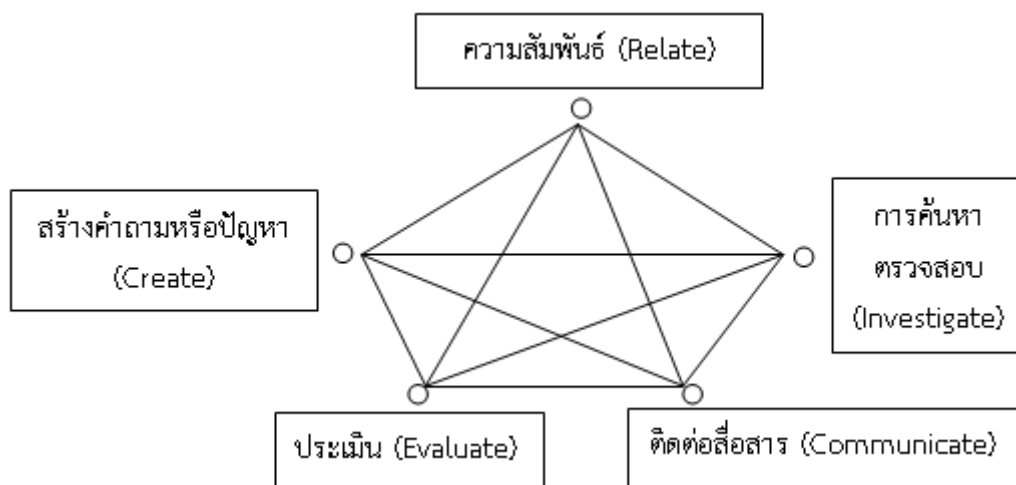 ความสัมพันธ์ (Relate)
สร้างคำถามหรือปัญหา
(Create)
การค้นหา
ตรวจสอบ
(Investigate)
ประเมิน (Evaluate)
ติดต่อสื่อสาร (Communicate)